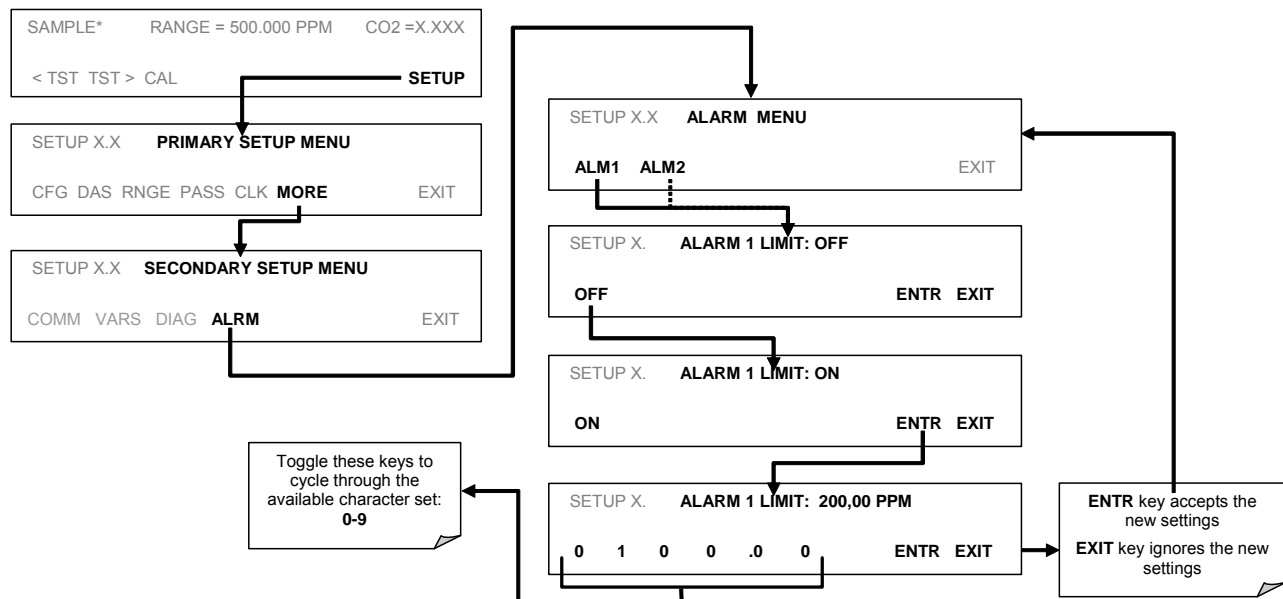 SAMPLE* RANGE = 500.000 PPM CO2 =X.XXX
< TST TST > CAL SETUP
SETUP X.X PRIMARY SETUP MENU
CFG DAS RNGE PASS CLK MORE EXIT
SETUP X.X SECONDARY SETUP MENU
COMM VARS DIAG ALRM EXIT
SETUP X.X ALARM MENU
ALM1 ALM2 EXIT
SETUP X. ALARM 1 LIMIT: OFF
OFF ENTR EXIT
SETUP X. ALARM 1 LIMIT: ON
ON ENTR EXIT
Toggle these keys to
cycle through the
available character set:
0-9
SETUP X. ALARM 1 LIMIT: 200,00 PPM
0 1 0 0 .0 0 ENTR EXIT
ENTR key accepts the
new settings
EXIT key ignores the new
settings